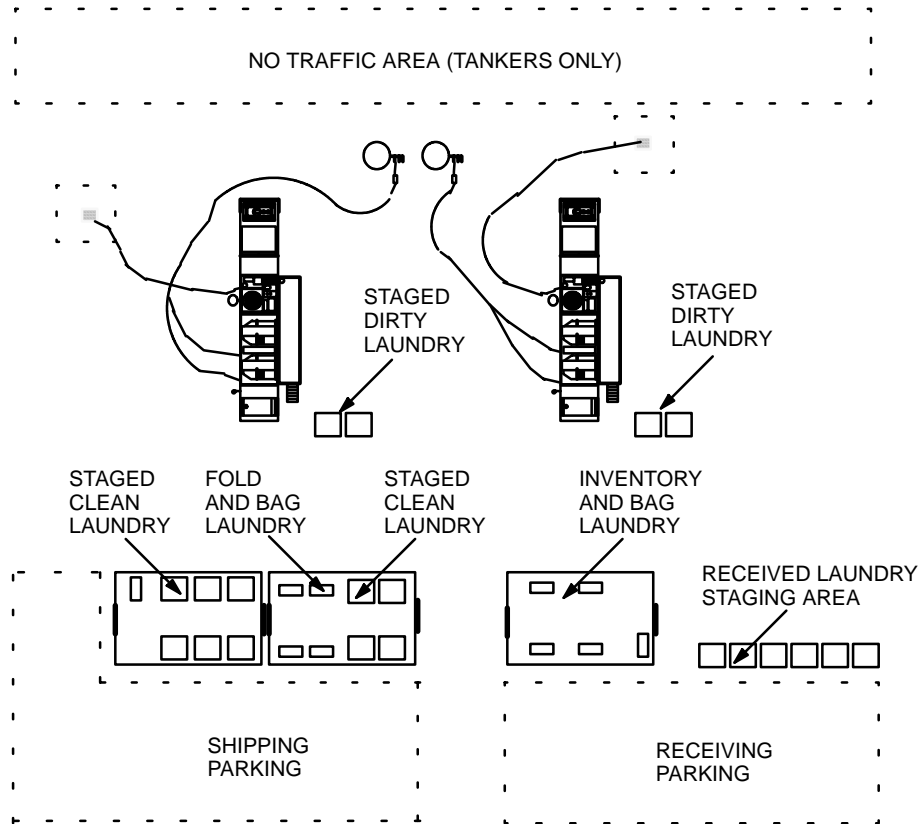 NO TRAFFIC AREA (TANKERS ONLY)
STAGED
DIRTY
LAUNDRY
STAGED
DIRTY
LAUNDRY
STAGED
CLEAN
LAUNDRY
FOLD
AND BAG
LAUNDRY
STAGED
CLEAN
LAUNDRY
INVENTORY
AND BAG
LAUNDRY
RECEIVED LAUNDRY
STAGING AREA
SHIPPING
PARKING
RECEIVING
PARKING